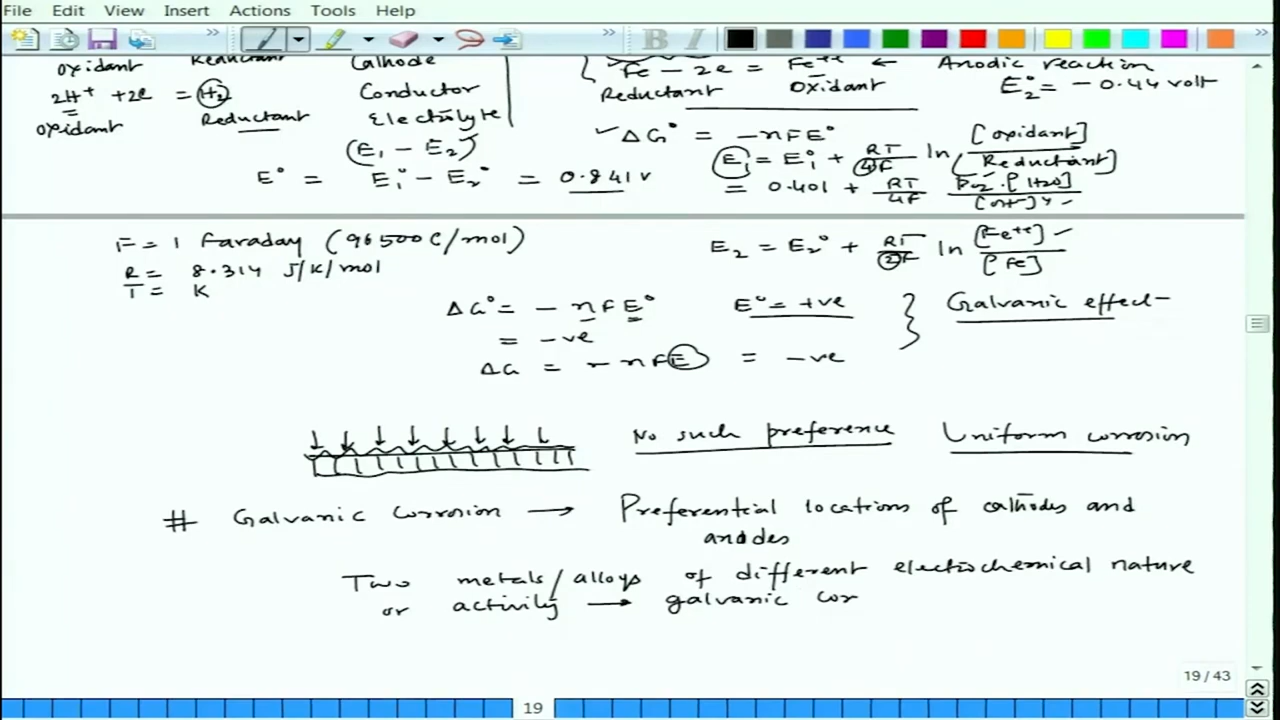 File Edit View Insert Actions Tools Help
oxidant Reductant Cathode
2H⁺ + 2e = H₂ Conductor
oxidant Reductant Electrolyte
Fe - 2e = Fe⁺⁺ ← Anodic reaction
Reductant Oxidant E₂° = - 0.44 volt
(E₁ - E₂)
E° = E₁° - E₂° = 0.841 v
✓ ΔG° = -nFE°
E₁ = E₁° + RT/4F ln [oxidant]/[Reductant]
= 0.401 + RT/4F Po₂·[H2O]/[OH⁻]⁴
F = 1 Faraday (96500 C/mol)
R = 8.314 J/K/mol
T = K
E₂ = E₂° + RT/2F ln [Fe⁺⁺]/[Fe]
ΔG° = - nFE° E° = +ve } Galvanic effect
= -ve
ΔG = - nFE = -ve
No such preference Uniform corrosion
# Galvanic corrosion → Preferential locations of cathodes and
anodes
Two metals/alloys of different electrochemical nature
or activity → galvanic cor
19/43
19